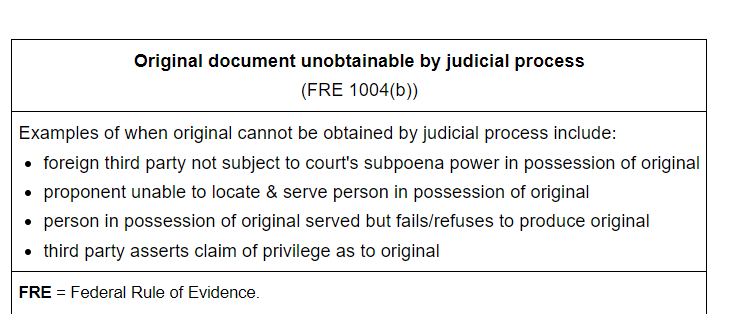 Original document unobtainable by judicial process
(FRE 1004(b))
Examples of when original cannot be obtained by judicial process include:
• foreign third party not subject to court's subpoena power in possession of original
• proponent unable to locate & serve person in possession of original
• person in possession of original served but fails/refuses to produce original
• third party asserts claim of privilege as to original
FRE = Federal Rule of Evidence.